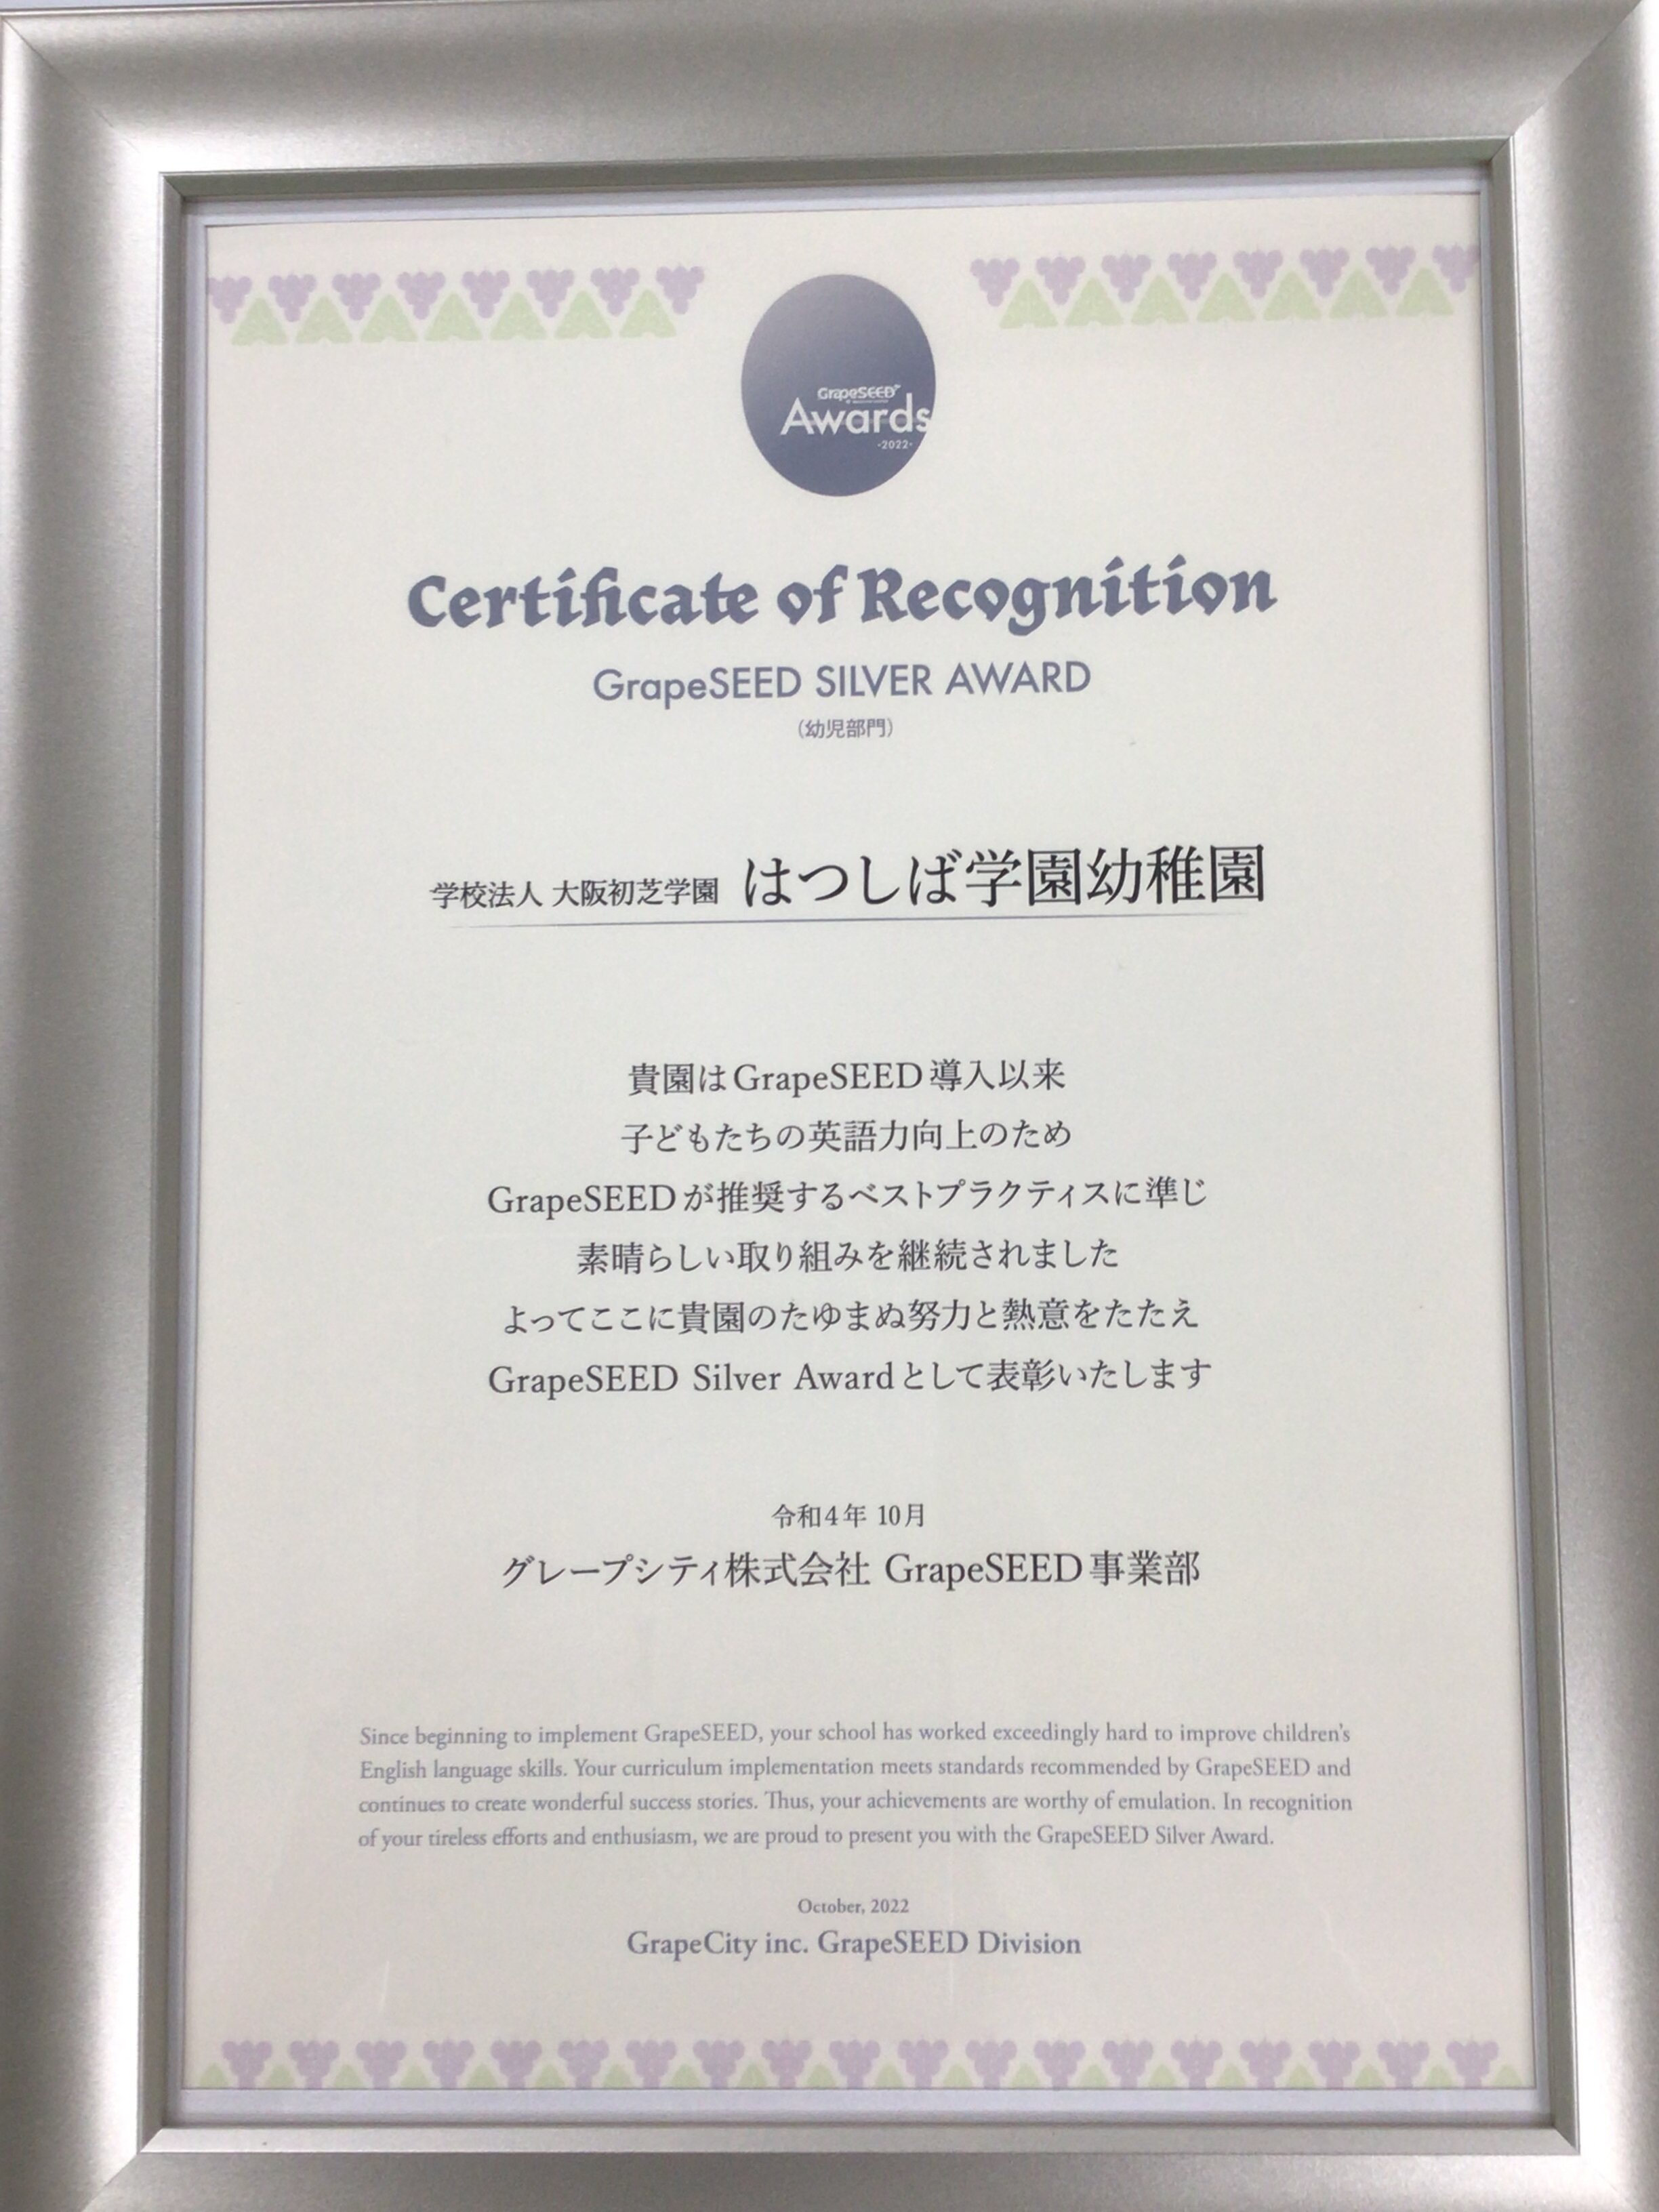 GrapeSEED
Awards
-2022-
Certificate of Recognition
GrapeSEED SILVER AWARD
（幼児部門）
学校法人 大阪初芝学園 はつしば学園幼稚園
貴園はGrapeSEED導入以来
子どもたちの英語力向上のため
GrapeSEEDが推奨するベストプラクティスに準じ
素晴らしい取り組みを継続されました
よってここに貴園のたゆまぬ努力と熱意をたたえ
GrapeSEED Silver Awardとして表彰いたします
令和4年 10月
グレープシティ株式会社 GrapeSEED事業部
Since beginning to implement GrapeSEED, your school has worked exceedingly hard to improve children's
English language skills. Your curriculum implementation meets standards recommended by GrapeSEED and
continues to create wonderful success stories. Thus, your achievements are worthy of emulation. In recognition
of your tireless efforts and enthusiasm, we are proud to present you with the GrapeSEED Silver Award.
October, 2022
GrapeCity inc. GrapeSEED Division